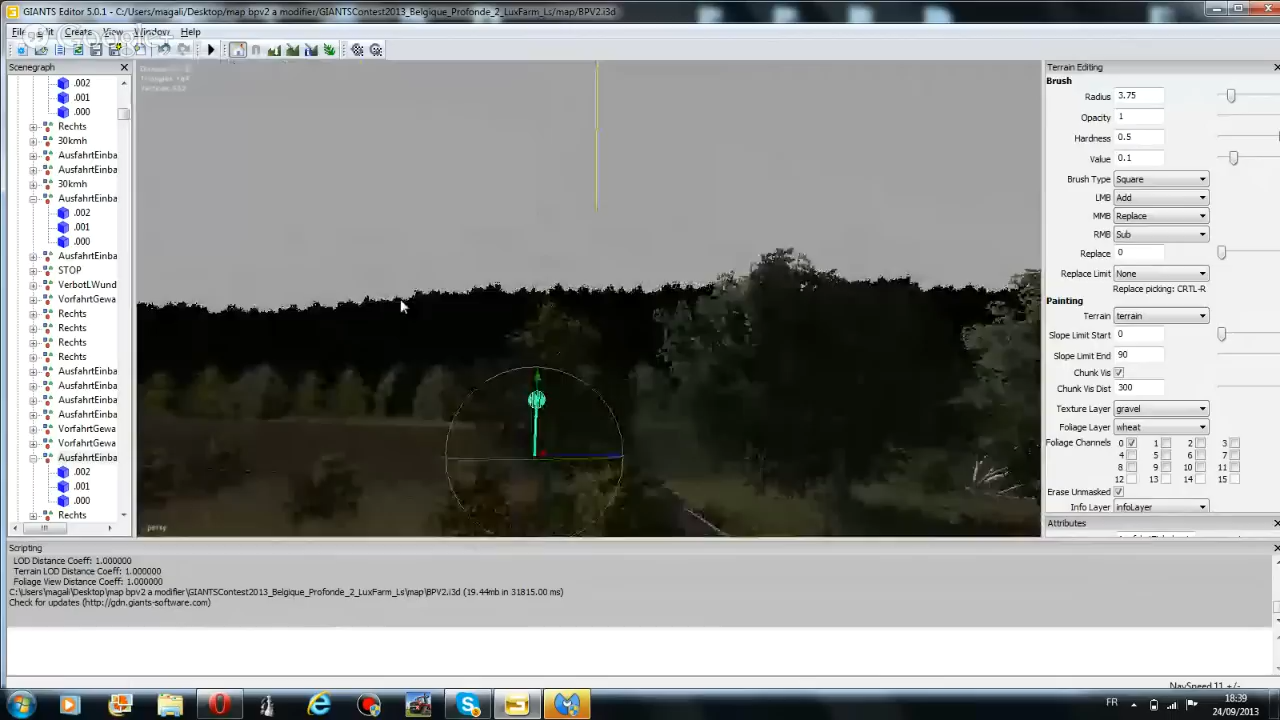 GIANTS Editor 5.0.1 - C:/Users/magali/Desktop/map bpv2 a modifier/GIANTSContest2013_Belgique_Profonde_2_LuxFarm_Ls/map/BPV2.i3d
Create View Window Help
Scenegraph
.002
.001
.000
Rechts
30kmh
AusfahrtEinba
AusfahrtEinba
30kmh
AusfahrtEinba
.002
.001
.000
AusfahrtEinba
STOP
VerbotLWund
VorfahrtGewa
Rechts
Rechts
Rechts
Rechts
AusfahrtEinba
AusfahrtEinba
AusfahrtEinba
AusfahrtEinba
VorfahrtGewa
VorfahrtGewa
AusfahrtEinba
.002
.001
.000
Rechts
persp
Terrain Editing
Brush
Radius 3.75
Opacity 1
Hardness 0.5
Value 0.1
Brush Type Square
LMB Add
MMB Replace
RMB Sub
Replace 0
Replace Limit None
Replace picking: CRTL-R
Painting
Terrain terrain
Slope Limit Start 0
Slope Limit End 90
Chunk Vis
Chunk Vis Dist 300
Texture Layer gravel
Foliage Layer wheat
Foliage Channels 0 1 2 3
4 5 6 7
8 9 10 11
12 13 14 15
Erase Unmasked
Info Layer infoLayer
Attributes
Scripting
LOD Distance Coeff: 1.000000
Terrain LOD Distance Coeff: 1.000000
Foliage View Distance Coeff: 1.000000
C:\Users\magali\Desktop\map bpv2 a modifier\GIANTSContest2013_Belgique_Profonde_2_LuxFarm_Ls\map\BPV2.i3d (19.44mb in 31815.00 ms)
Check for updates (http://gdn.giants-software.com)
NavSpeed 11 +/-
FR
18:39
24/09/2013